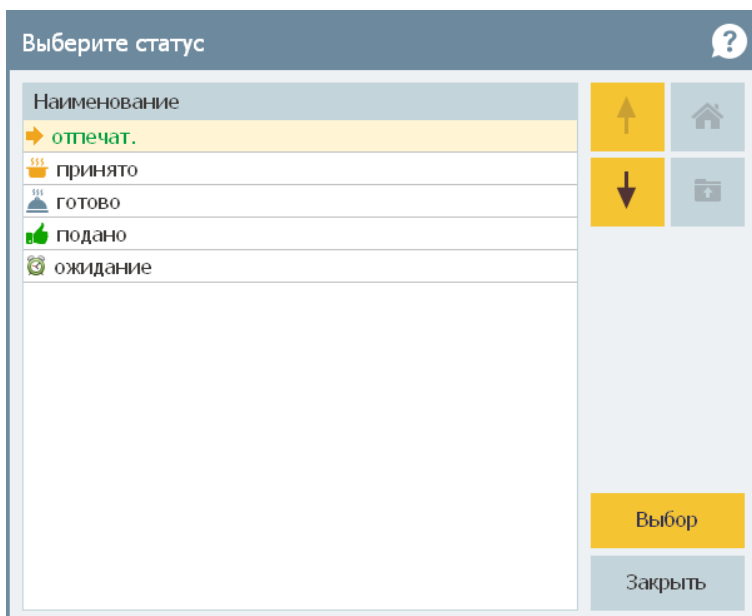 Выберите статус
?
Наименование
отпечат.
принято
готово
подано
ожидание
Выбор
Закрыть